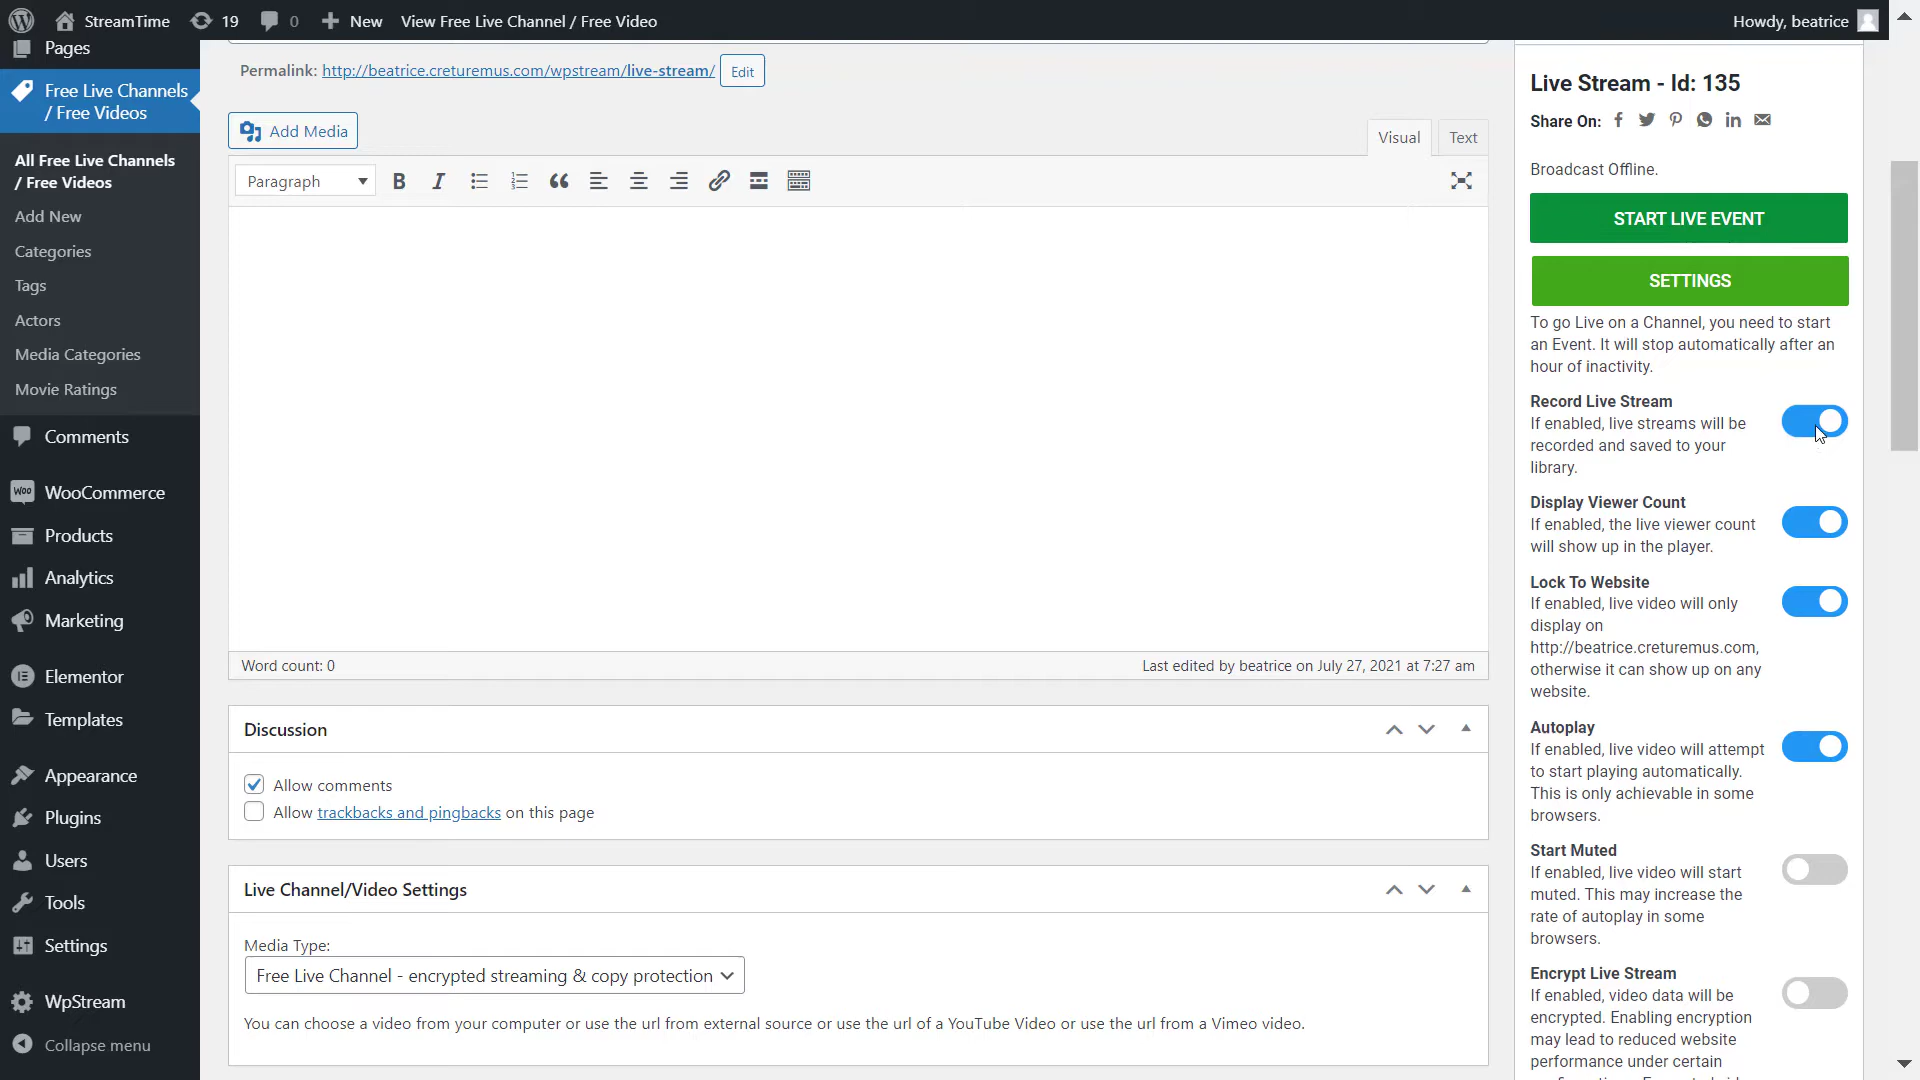 StreamTime
19
0
New
View Free Live Channel / Free Video
Howdy, beatrice
Pages
Free Live Channels
/ Free Videos
All Free Live Channels
/ Free Videos
Add New
Categories
Tags
Actors
Media Categories
Movie Ratings
Comments
WooCommerce
Products
Analytics
Marketing
Elementor
Templates
Appearance
Plugins
Users
Tools
Settings
WpStream
Collapse menu
Permalink: http://beatrice.creturemus.com/wpstream/live-stream/
Edit
Add Media
Visual
Text
Paragraph
Word count: 0
Last edited by beatrice on July 27, 2021 at 7:27 am
Discussion
Allow comments
Allow trackbacks and pingbacks on this page
Live Channel/Video Settings
Media Type:
Free Live Channel - encrypted streaming & copy protection
You can choose a video from your computer or use the url from external source or use the url of a YouTube Video or use the url from a Vimeo video.
Live Stream - Id: 135
Share On:
Broadcast Offline.
START LIVE EVENT
SETTINGS
To go Live on a Channel, you need to start
an Event. It will stop automatically after an
hour of inactivity.
Record Live Stream
If enabled, live streams will be
recorded and saved to your
library.
Display Viewer Count
If enabled, the live viewer count
will show up in the player.
Lock To Website
If enabled, live video will only
display on
http://beatrice.creturemus.com,
otherwise it can show up on any
website.
Autoplay
If enabled, live video will attempt
to start playing automatically.
This is only achievable in some
browsers.
Start Muted
If enabled, live video will start
muted. This may increase the
rate of autoplay in some
browsers.
Encrypt Live Stream
If enabled, video data will be
encrypted. Enabling encryption
may lead to reduced website
performance under certain